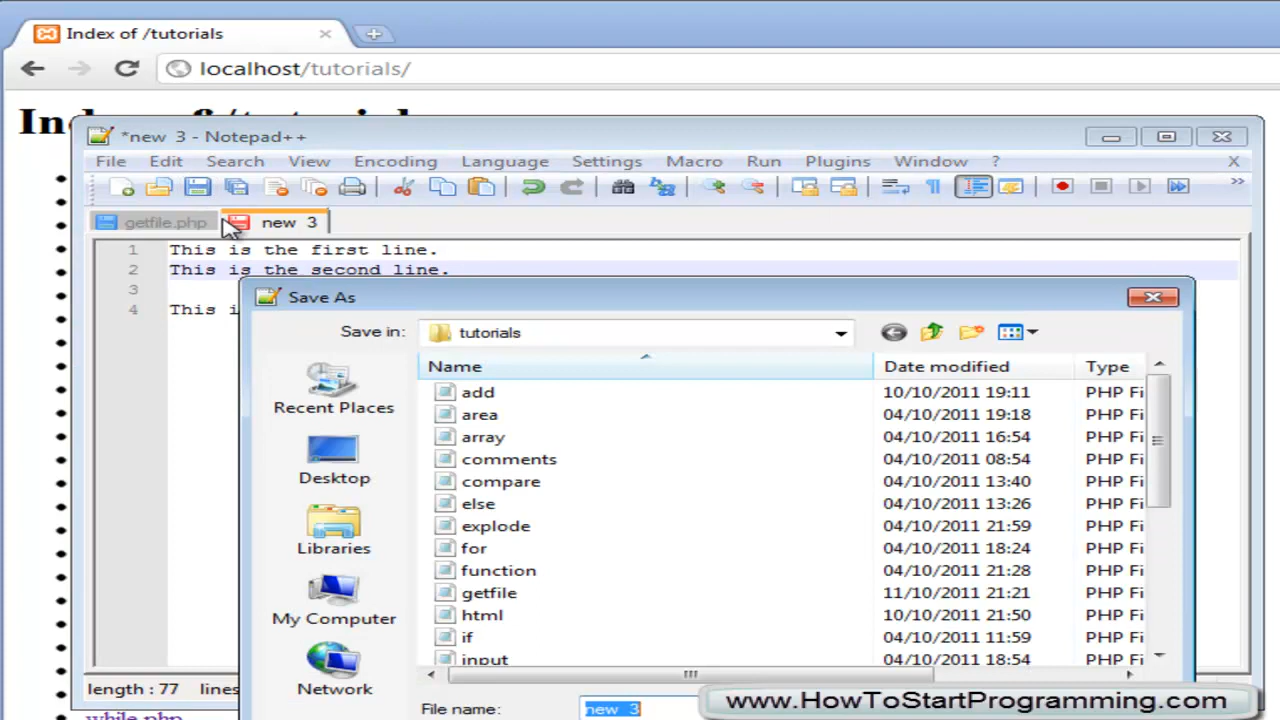 Index of /tutorials
localhost/tutorials/
*new 3 - Notepad++
File Edit Search View Encoding Language Settings Macro Run Plugins Window ? X
getfile.php new 3
1 This is the first line.
2 This is the second line.
3
4 This i
Save As
Save in: tutorials
Name Date modified Type
add 10/10/2011 19:11 PHP Fi
area 04/10/2011 19:18 PHP Fi
array 04/10/2011 16:54 PHP Fi
comments 04/10/2011 08:54 PHP Fi
compare 04/10/2011 13:40 PHP Fi
else 04/10/2011 13:26 PHP Fi
explode 04/10/2011 21:59 PHP Fi
for 04/10/2011 18:24 PHP Fi
function 04/10/2011 21:28 PHP Fi
getfile 11/10/2011 21:21 PHP Fi
html 10/10/2011 21:50 PHP Fi
if 04/10/2011 11:59 PHP Fi
input 04/10/2011 18:54 PHP Fi
Recent Places
Desktop
Libraries
My Computer
Network
length : 77 lines
File name: new 3
www.HowToStartProgramming.com
while.php